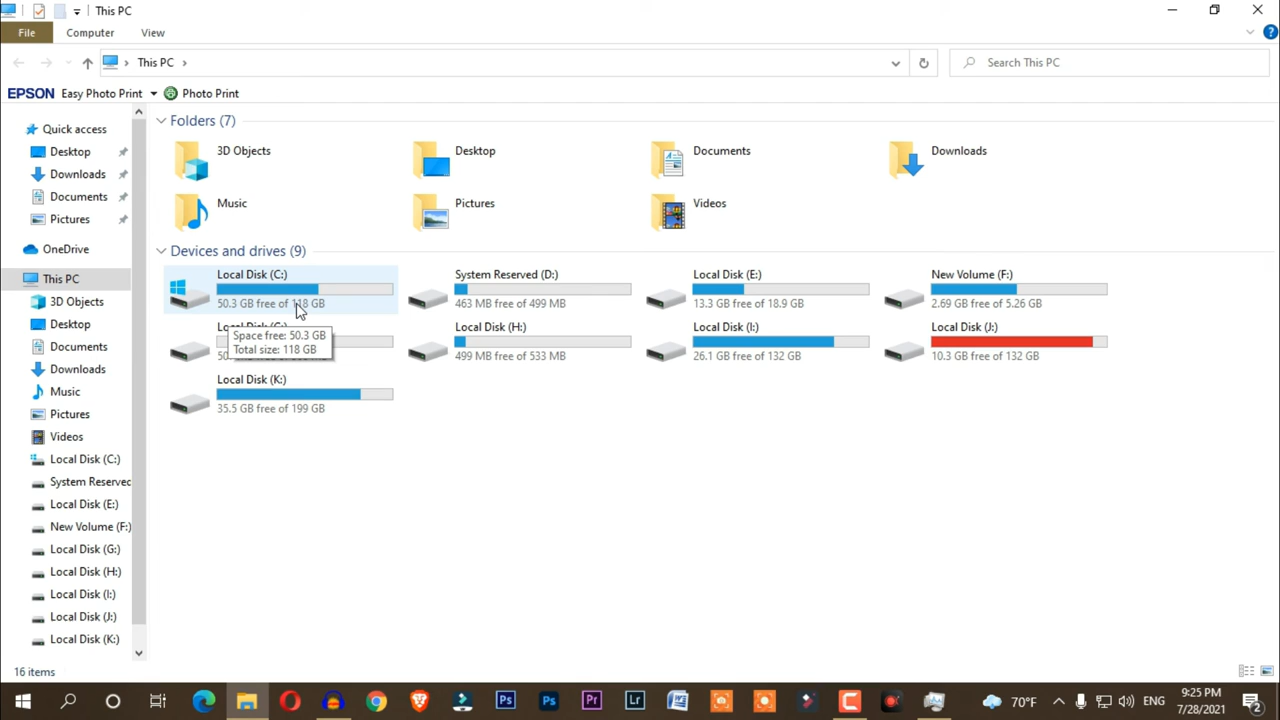 This PC
File Computer View
This PC
Search This PC
EPSON Easy Photo Print Photo Print
Quick access
Desktop
Downloads
Documents
Pictures
OneDrive
This PC
3D Objects
Desktop
Documents
Downloads
Music
Pictures
Videos
Local Disk (C:)
System Reserved
Local Disk (E:)
New Volume (F:)
Local Disk (G:)
Local Disk (H:)
Local Disk (I:)
Local Disk (J:)
Local Disk (K:)
Folders (7)
3D Objects
Desktop
Documents
Downloads
Music
Pictures
Videos
Devices and drives (9)
Local Disk (C:)
50.3 GB free of 118 GB
System Reserved (D:)
463 MB free of 499 MB
Local Disk (E:)
13.3 GB free of 18.9 GB
New Volume (F:)
2.69 GB free of 5.26 GB
Space free: 50.3 GB
Total size: 118 GB
Local Disk (H:)
499 MB free of 533 MB
Local Disk (I:)
26.1 GB free of 132 GB
Local Disk (J:)
10.3 GB free of 132 GB
Local Disk (K:)
35.5 GB free of 199 GB
16 items
Ps
Ps
Pr
Lr
70°F
ENG
9:25 PM
7/28/2021
2